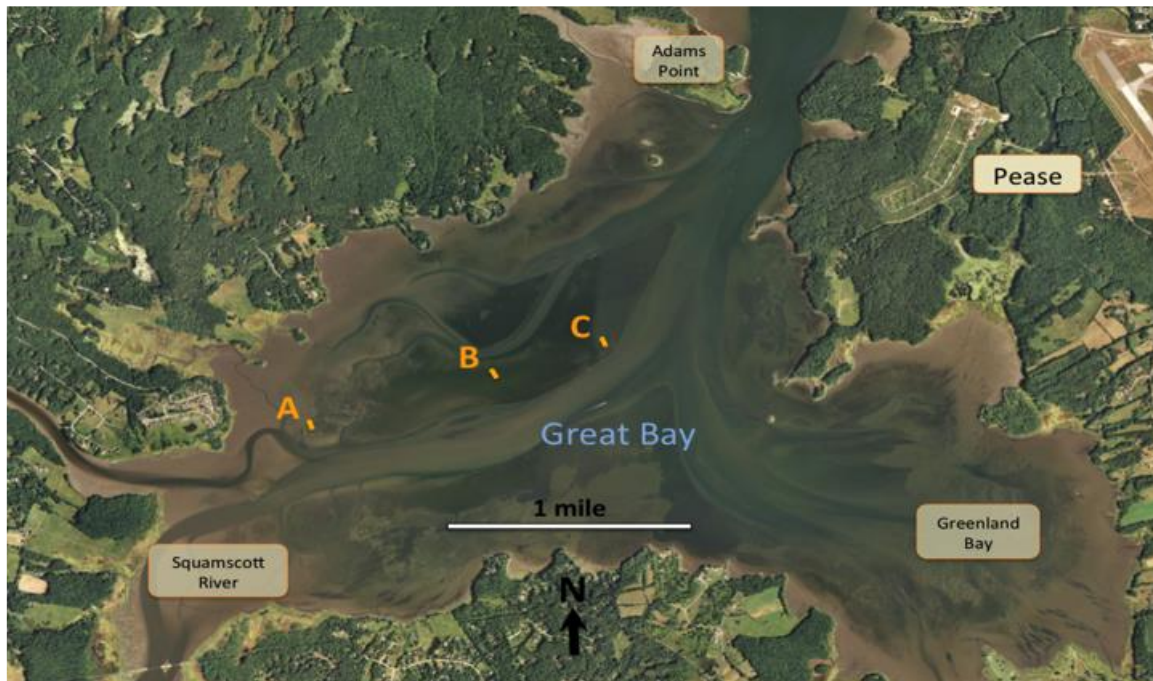 Adams
Point
Pease
C
B
A
Great Bay
1 mile
Greenland
Bay
Squamscott
River
N